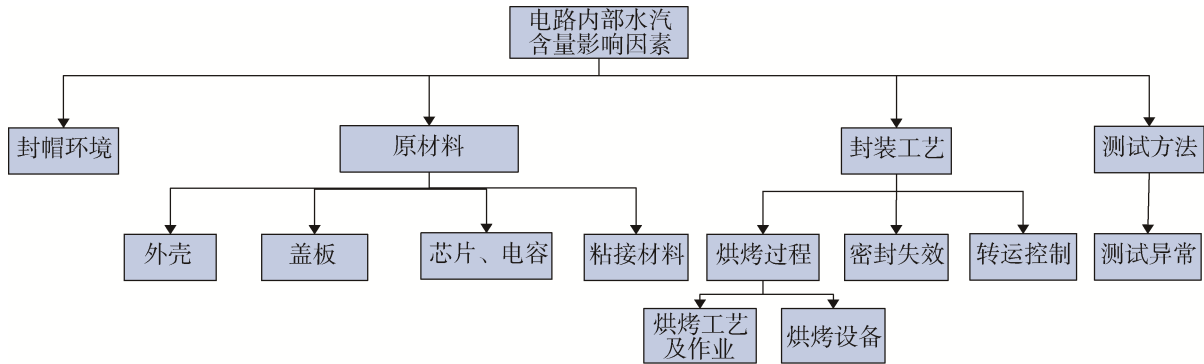 电路内部水汽
含量影响因素
封帽环境
原材料
封装工艺
测试方法
外壳
盖板
芯片、电容
粘接材料
烘烤过程
密封失效
转运控制
测试异常
烘烤工艺
及作业
烘烤设备